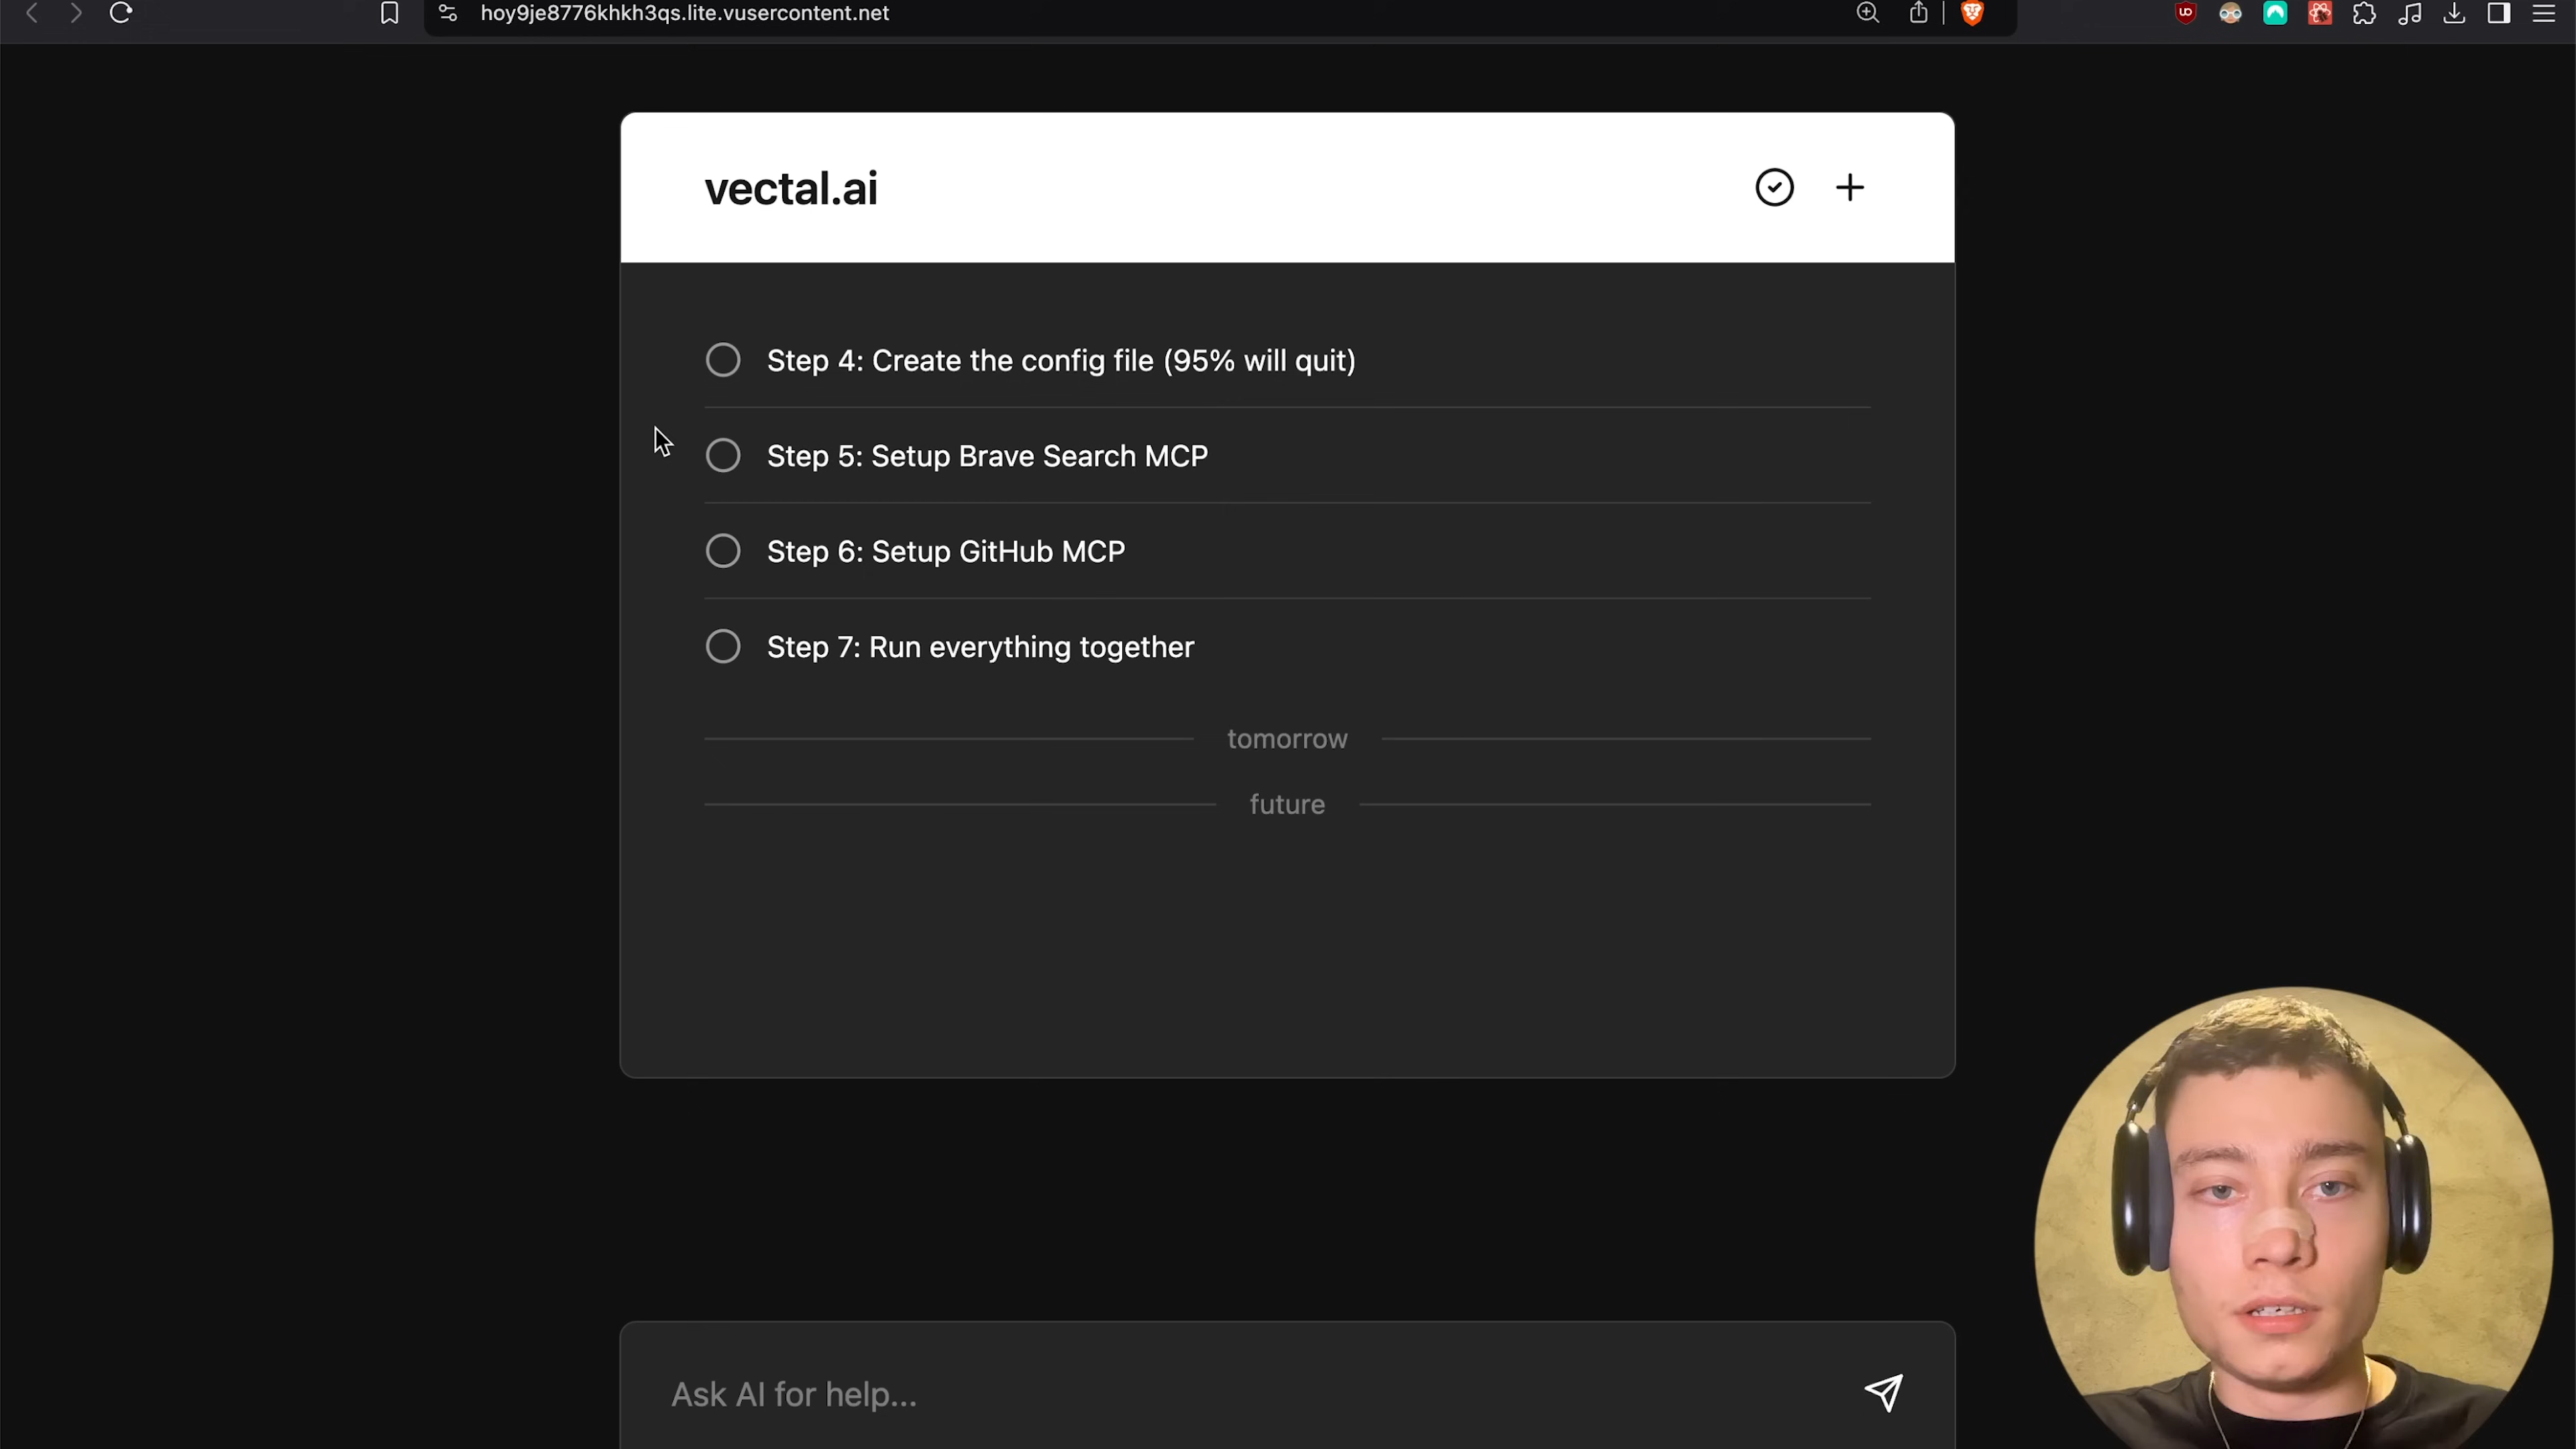 hoy9je8776khkh3qs.lite.vusercontent.net
vectal.ai
Step 4: Create the config file (95% will quit)
Step 5: Setup Brave Search MCP
Step 6: Setup GitHub MCP
Step 7: Run everything together
tomorrow
future
Ask AI for help...